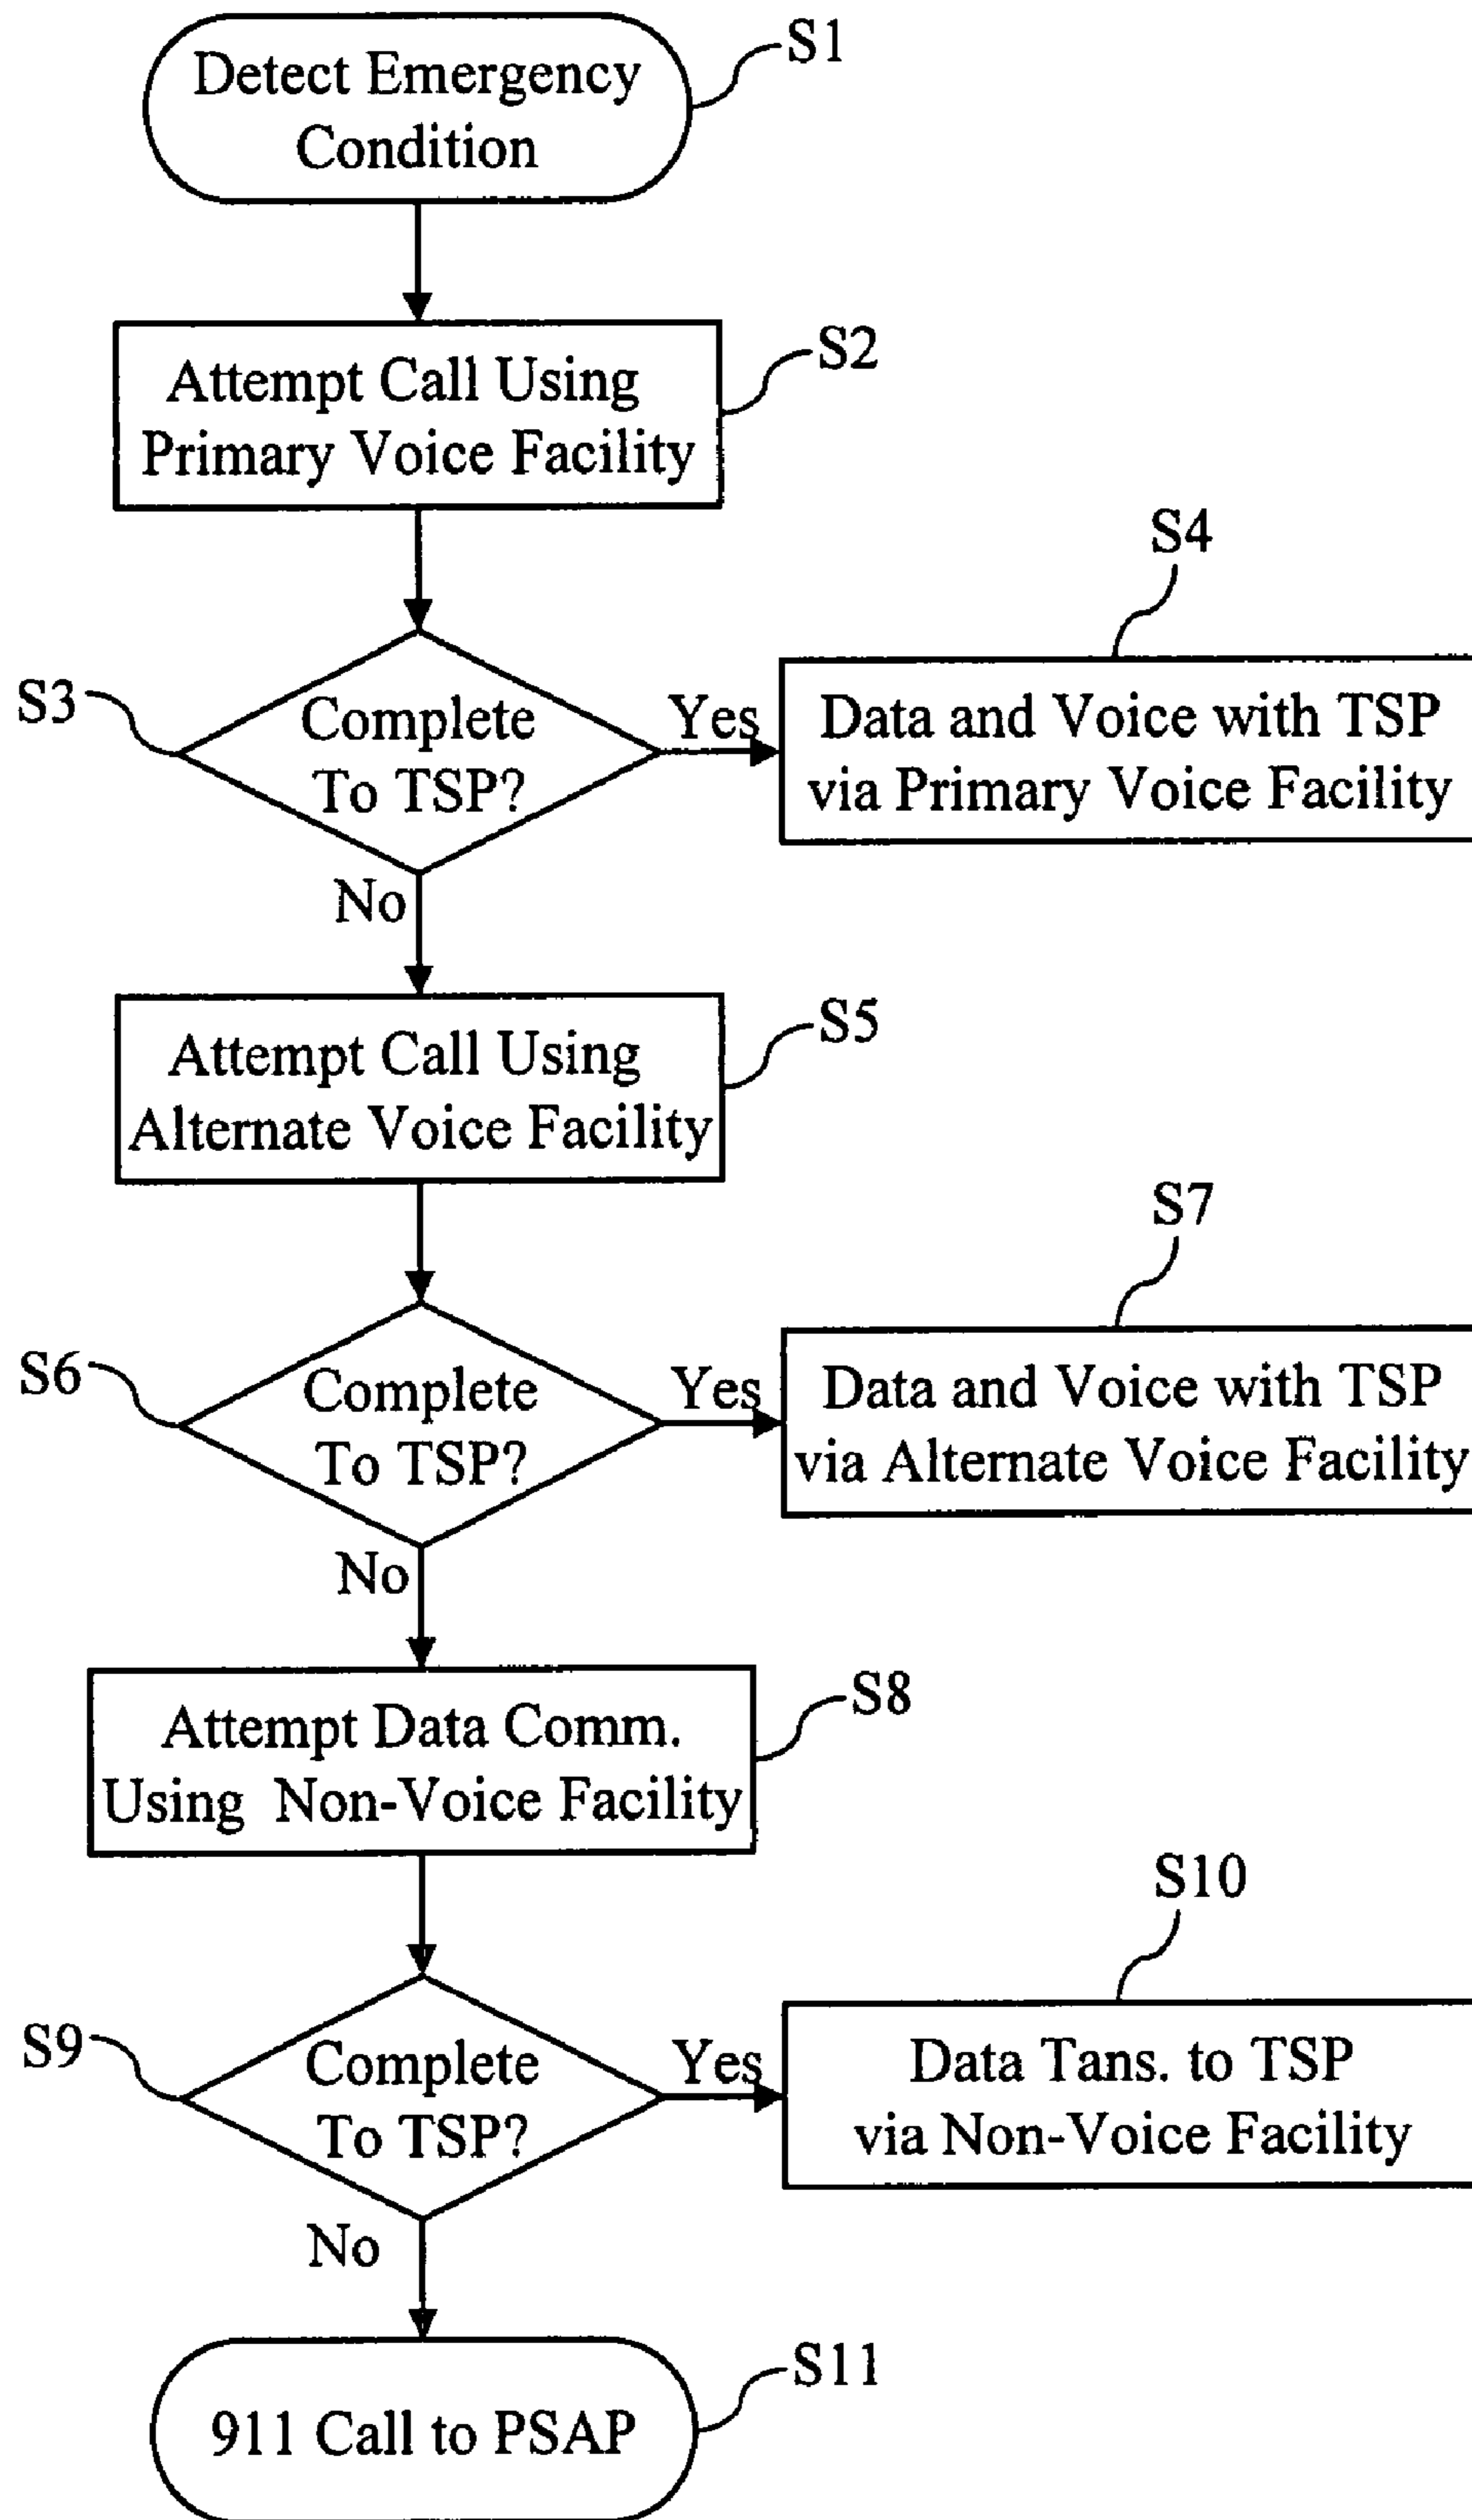 Detect Emergency
Condition
S1
Attempt Call Using
Primary Voice Facility
S2
S3
Complete
To TSP?
Yes
No
S4
Data and Voice with TSP
via Primary Voice Facility
Attempt Call Using
Alternate Voice Facility
S5
S6
Complete
To TSP?
Yes
No
S7
Data and Voice with TSP
via Alternate Voice Facility
Attempt Data Comm.
Using Non-Voice Facility
S8
S9
Complete
To TSP?
Yes
No
S10
Data Tans. to TSP
via Non-Voice Facility
911 Call to PSAP
S11